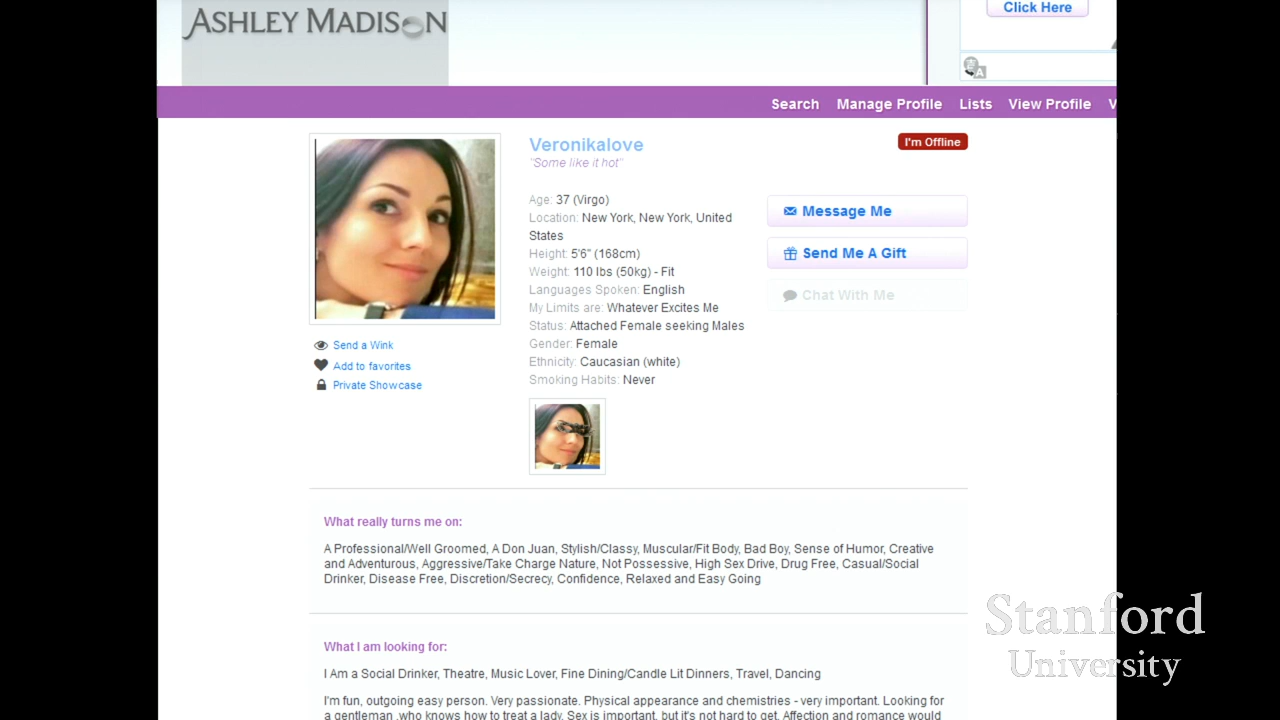 ASHLEY MADISON
Click Here
Search Manage Profile Lists View Profile V
Veronikalove
I'm Offline
"Some like it hot"
Age: 37 (Virgo)
Location: New York, New York, United
States
Height: 5'6" (168cm)
Weight: 110 lbs (50kg) - Fit
Languages Spoken: English
My Limits are: Whatever Excites Me
Status: Attached Female seeking Males
Gender: Female
Ethnicity: Caucasian (white)
Smoking Habits: Never
Message Me
Send Me A Gift
Chat With Me
Send a Wink
Add to favorites
Private Showcase
What really turns me on:
A Professional/Well Groomed, A Don Juan, Stylish/Classy, Muscular/Fit Body, Bad Boy, Sense of Humor, Creative
and Adventurous, Aggressive/Take Charge Nature, Not Possessive, High Sex Drive, Drug Free, Casual/Social
Drinker, Disease Free, Discretion/Secrecy, Confidence, Relaxed and Easy Going
What I am looking for:
I Am a Social Drinker, Theatre, Music Lover, Fine Dining/Candle Lit Dinners, Travel, Dancing
I'm fun, outgoing easy person. Very passionate. Physical appearance and chemistries - very important. Looking for
a gentleman ,who knows how to treat a lady. Sex is important, but it's not hard to get. Affection and romance would
Stanford
University